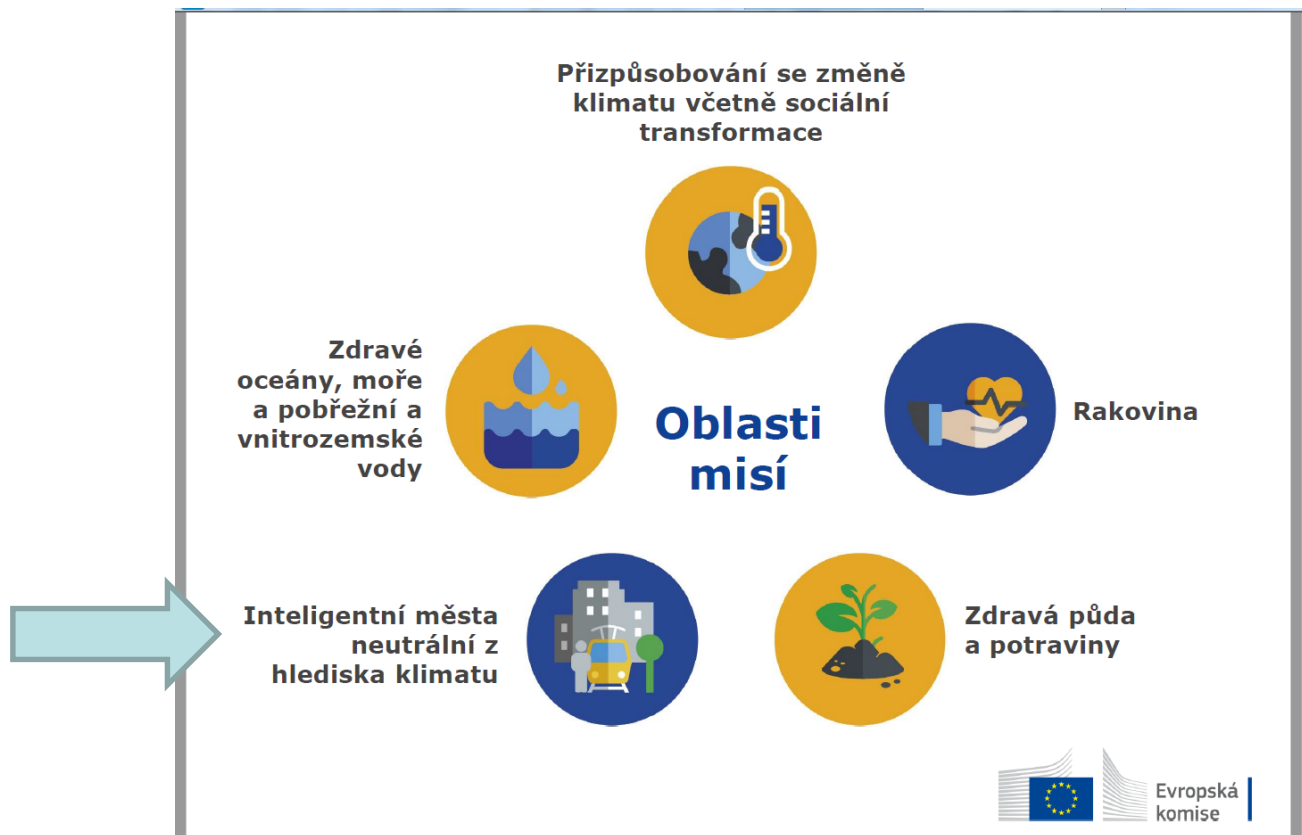 Přizpůsobování se změně
klimatu včetně sociální
transformace
Zdravé
oceány, moře
a pobřežní a
vnitrozemské
vody
Oblasti
misí
Rakovina
Inteligentní města
neutrální z
hlediska klimatu
Zdravá půda
a potraviny
Evropská
komise